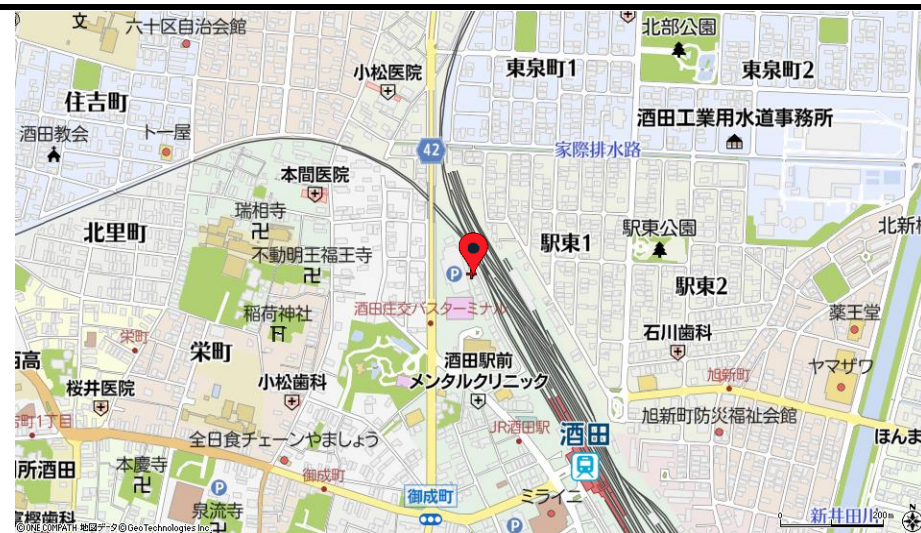 六十区自治会館
北部公園
小松医院
東泉町1
東泉町2
住吉町
酒田工業用水道事務所
酒田教会
ト一屋
42
家際排水路
本間医院
瑞相寺
北里町
駅東1
駅東公園
不動明王福王寺
P
駅東2
稲荷神社
酒田庄交バスターミナル
薬王堂
栄町
栄町
石川歯科
酒田駅前
メンタルクリニック
ヤマザワ
小松歯科
旭新町
桜井医院
旭新町防災福祉会館
JR酒田駅
酒田
全日食チェーンやましょう
ほんま
本慶寺
御成町
御成町
P
ミライニ
泉流寺
P
新井田川
200m
© ONE COMPATH 地図データ © GeoTechnologies Inc.